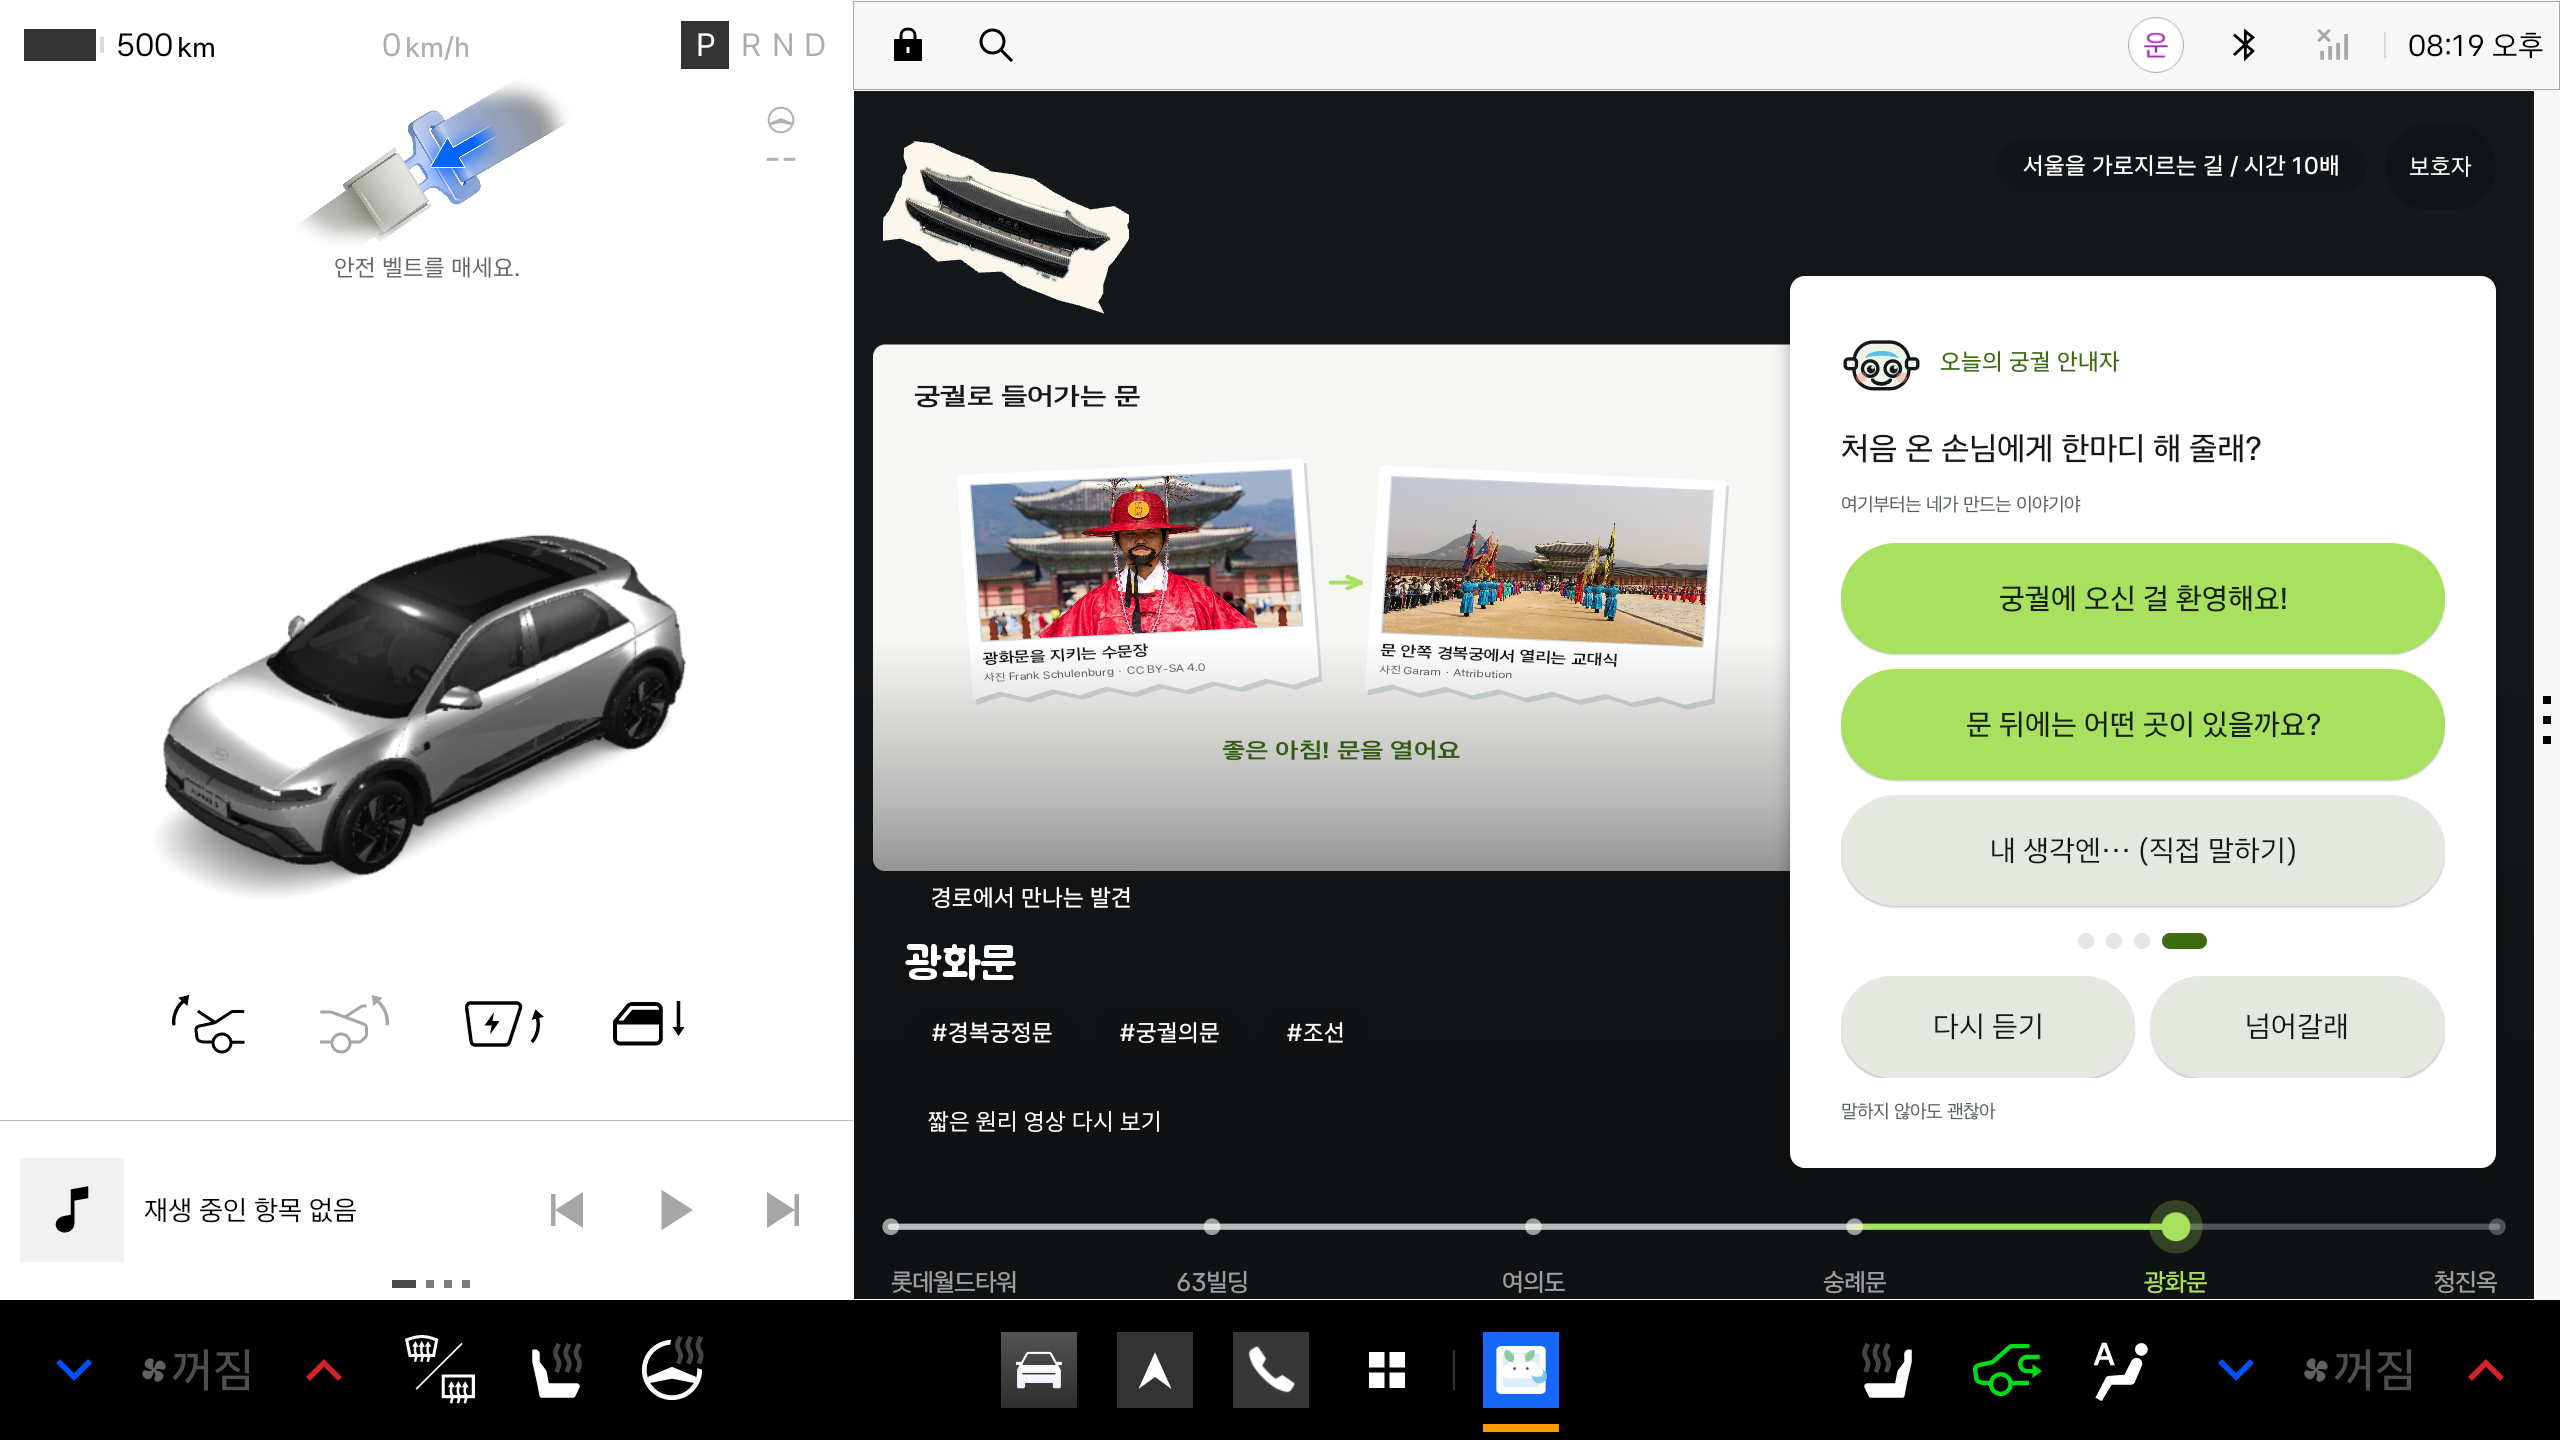 500 km
0 km/h
P R N D
08:19 오후
운
안전 벨트를 매세요.
서울을 가로지르는 길 / 시간 10배
보호자
궁궐로 들어가는 문
광화문을 지키는 수문장
사진 Frank Schulenburg · CC BY-SA 4.0
문 안쪽 경복궁에서 열리는 교대식
사진 Garam · Attribution
좋은 아침! 문을 열어요
경로에서 만나는 발견
광화문
#경복궁정문 #궁궐의문 #조선
짧은 원리 영상 다시 보기
오늘의 궁궐 안내자
처음 온 손님에게 한마디 해 줄래?
여기부터는 네가 만드는 이야기야
궁궐에 오신 걸 환영해요!
문 뒤에는 어떤 곳이 있을까요?
내 생각엔… (직접 말하기)
다시 듣기
넘어갈래
말하지 않아도 괜찮아
재생 중인 항목 없음
롯데월드타워 63빌딩 여의도 숭례문 광화문 청진옥
꺼짐
A
꺼짐